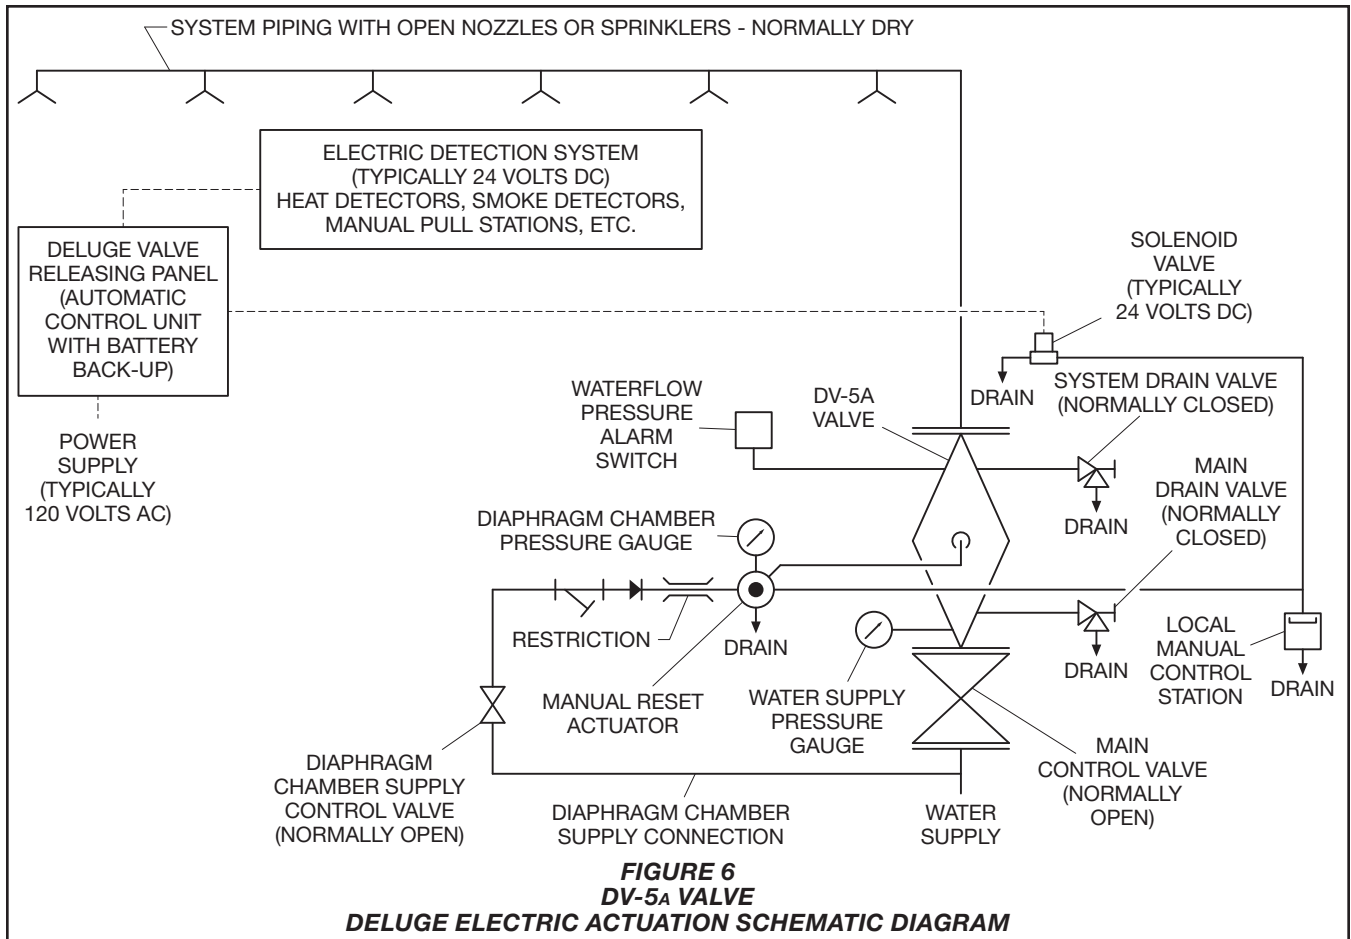 SYSTEM PIPING WITH OPEN NOZZLES OR SPRINKLERS - NORMALLY DRY
ELECTRIC DETECTION SYSTEM
(TYPICALLY 24 VOLTS DC)
HEAT DETECTORS, SMOKE DETECTORS,
MANUAL PULL STATIONS, ETC.
DELUGE VALVE
RELEASING PANEL
(AUTOMATIC
CONTROL UNIT
WITH BATTERY
BACK-UP)
POWER
SUPPLY
(TYPICALLY
120 VOLTS AC)
SOLENOID
VALVE
(TYPICALLY
24 VOLTS DC)
DRAIN
SYSTEM DRAIN VALVE
(NORMALLY CLOSED)
WATERFLOW
PRESSURE
ALARM
SWITCH
DV-5A
VALVE
DRAIN
MAIN
DRAIN VALVE
(NORMALLY
CLOSED)
DIAPHRAGM CHAMBER
PRESSURE GAUGE
RESTRICTION
DRAIN
DRAIN
LOCAL
MANUAL
CONTROL
STATION
DRAIN
MANUAL RESET
ACTUATOR
WATER SUPPLY
PRESSURE
GAUGE
DIAPHRAGM
CHAMBER SUPPLY
CONTROL VALVE
(NORMALLY OPEN)
DIAPHRAGM CHAMBER
SUPPLY CONNECTION
WATER
SUPPLY
MAIN
CONTROL VALVE
(NORMALLY
OPEN)
FIGURE 6
DV-5A VALVE
DELUGE ELECTRIC ACTUATION SCHEMATIC DIAGRAM